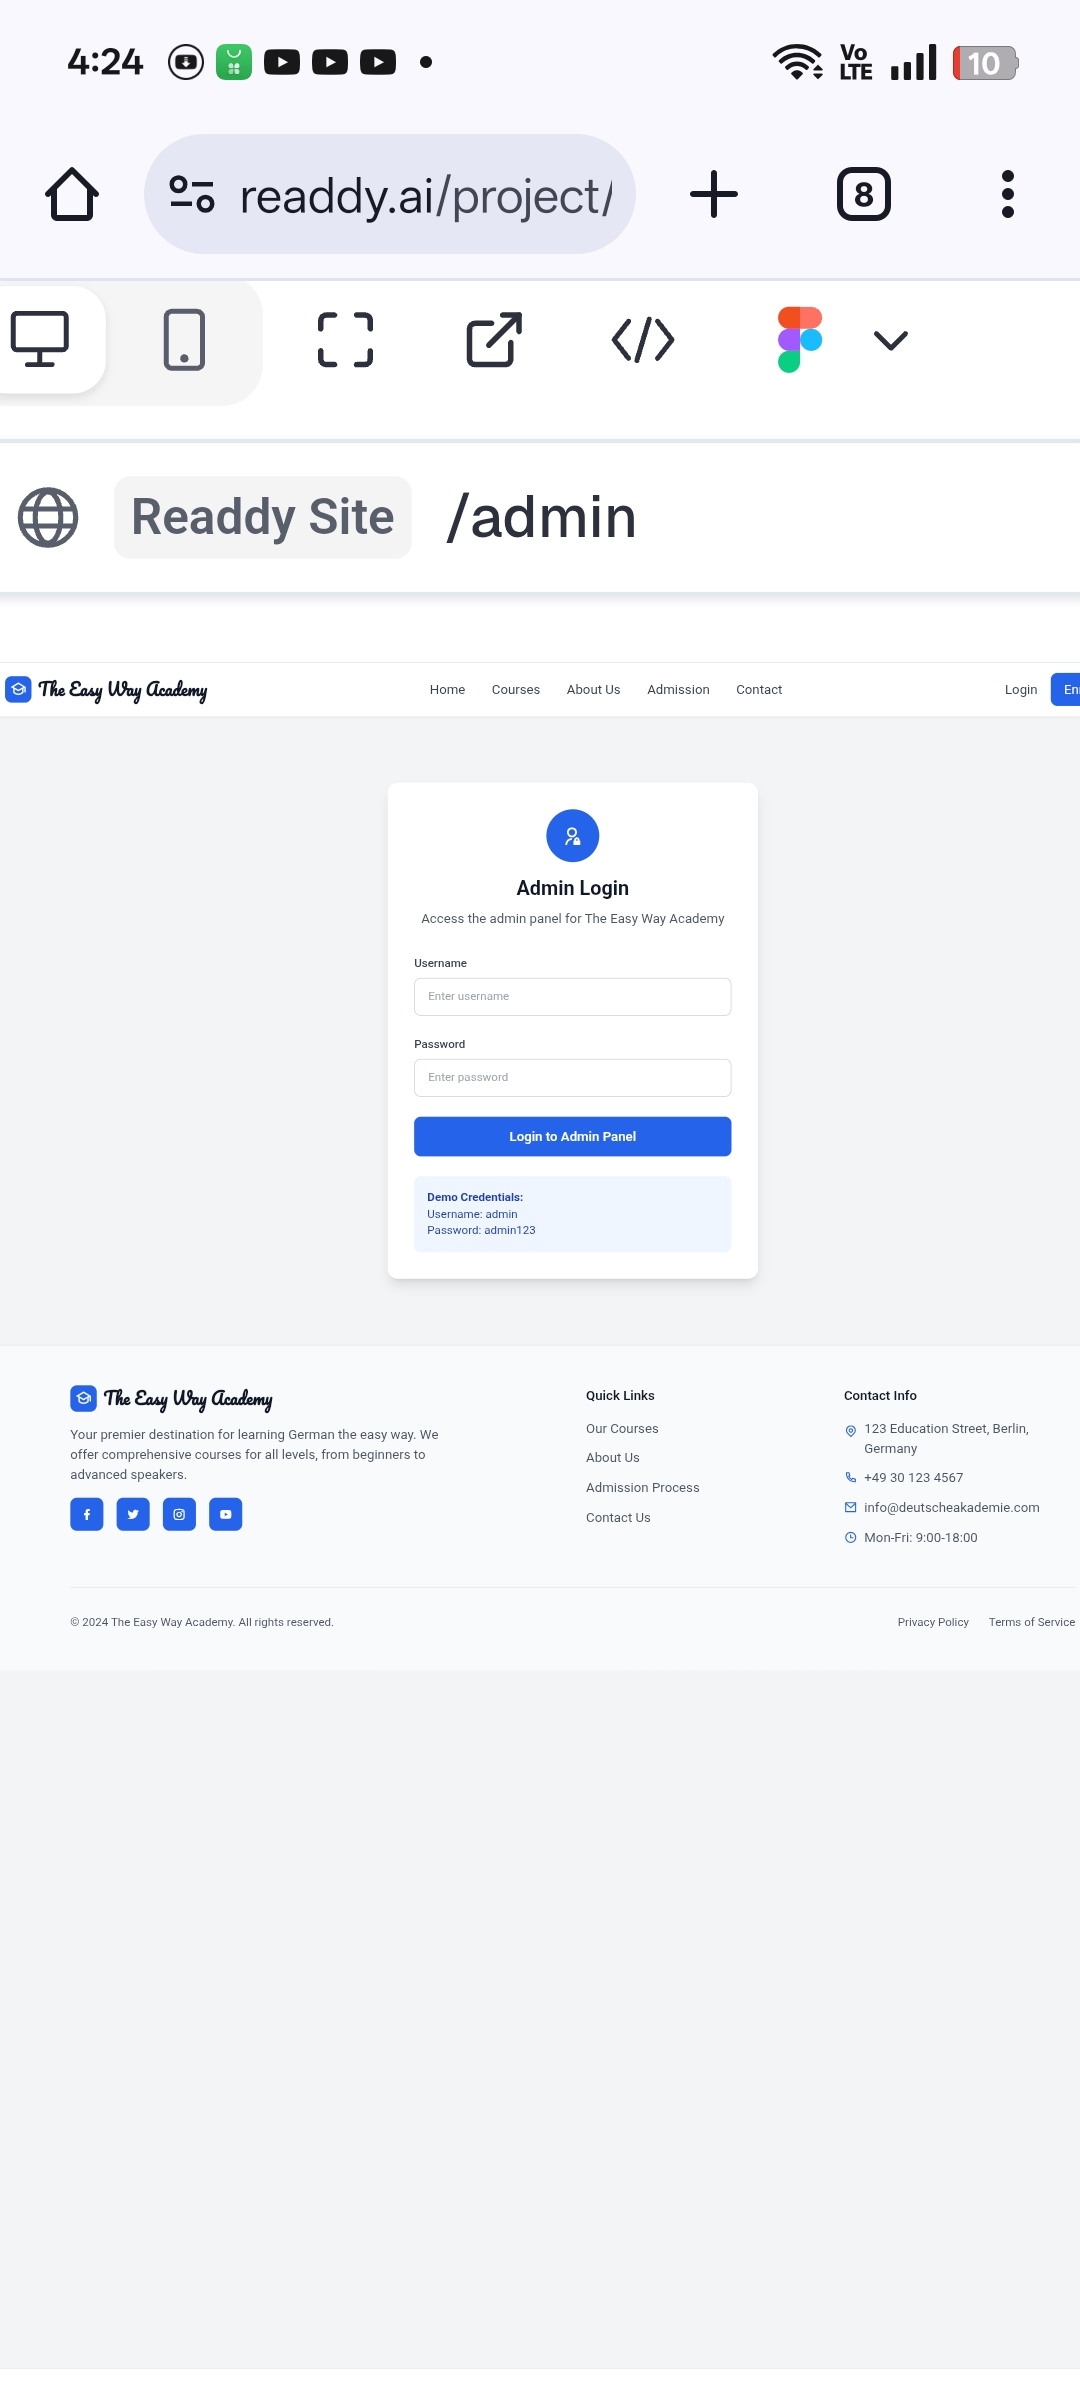 4:24
Vo LTE
10
readdy.ai/project/
8
Readdy Site /admin
The Easy Way Academy
Home Courses About Us Admission Contact
Login
Admin Login
Access the admin panel for The Easy Way Academy
Username
Enter username
Password
Enter password
Login to Admin Panel
Demo Credentials:
Username: admin
Password: admin123
The Easy Way Academy
Your premier destination for learning German the easy way. We
offer comprehensive courses for all levels, from beginners to
advanced speakers.
Quick Links
Our Courses
About Us
Admission Process
Contact Us
Contact Info
123 Education Street, Berlin,
Germany
+49 30 123 4567
info@deutscheakademie.com
Mon-Fri: 9:00-18:00
© 2024 The Easy Way Academy. All rights reserved.
Privacy Policy Terms of Service